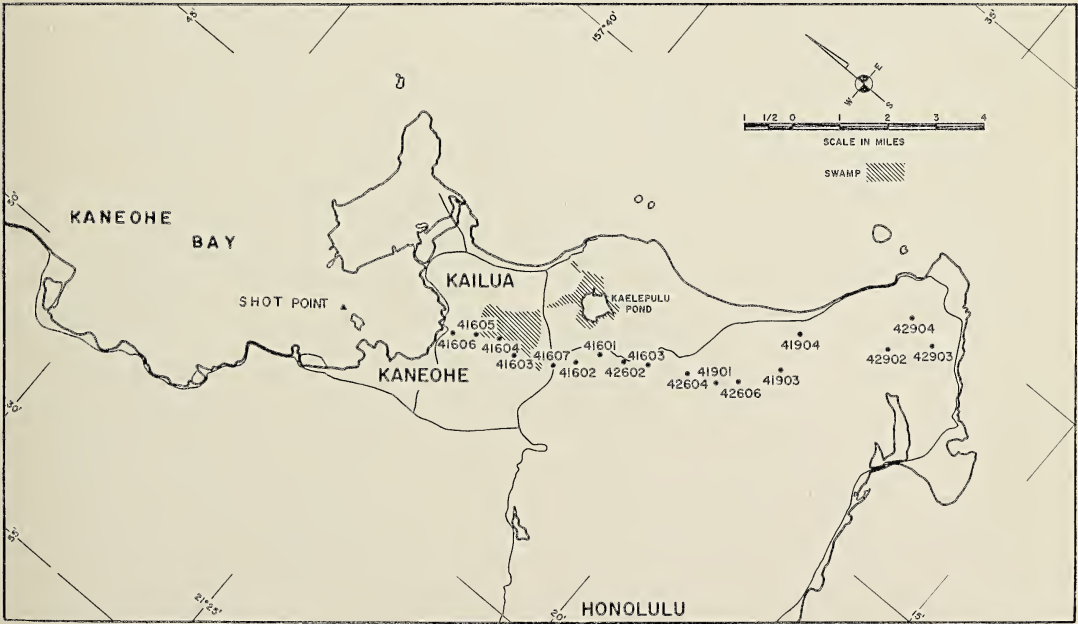 45'
157°40'
35'
E
W
S
1 1/2 0 1 2 3 4
SCALE IN MILES
SWAMP
50'
KANEOHE
BAY
KAILUA
SHOT POINT
KAELEPULU
POND
41605
41606
41604
41603
41607
41602
41601
41603
42602
42604
41901
42606
41903
41904
42904
42902
42903
KANEOHE
30'
55'
21°25'
20'
15'
HONOLULU